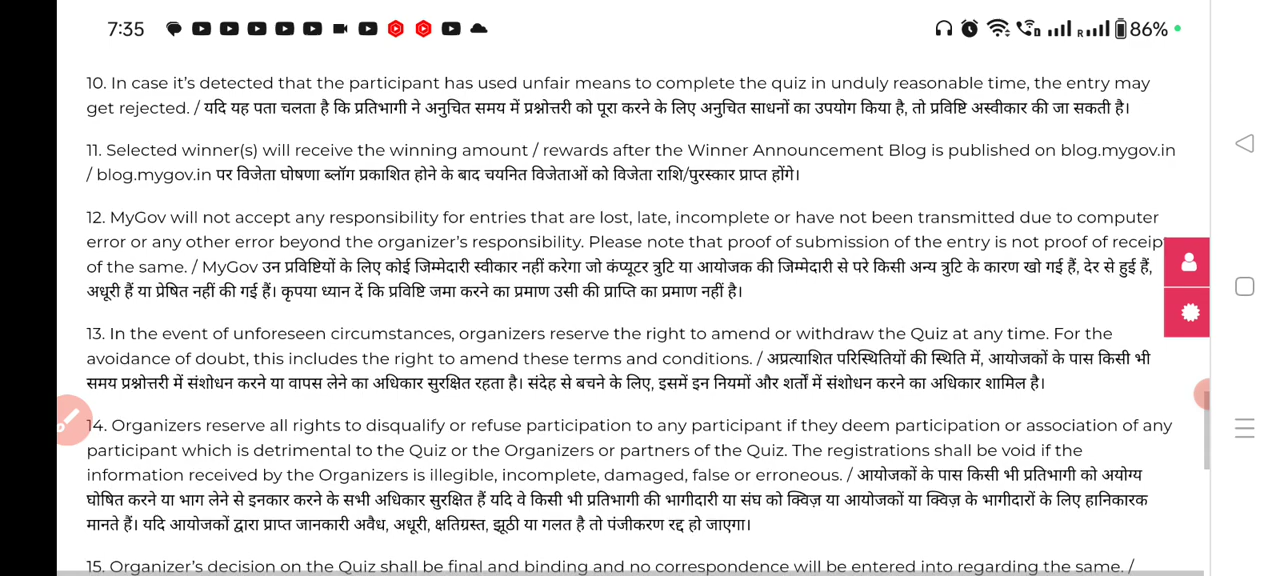 7:35
R
86%
10. In case it's detected that the participant has used unfair means to complete the quiz in unduly reasonable time, the entry may
get rejected. / यदि यह पता चलता है कि प्रतिभागी ने अनुचित समय में प्रश्नोत्तरी को पूरा करने के लिए अनुचित साधनों का उपयोग किया है, तो प्रविष्टि अस्वीकार की जा सकती है।
11. Selected winner(s) will receive the winning amount / rewards after the Winner Announcement Blog is published on blog.mygov.in
/ blog.mygov.in पर विजेता घोषणा ब्लॉग प्रकाशित होने के बाद चयनित विजेताओं को विजेता राशि/पुरस्कार प्राप्त होंगे।
12. MyGov will not accept any responsibility for entries that are lost, late, incomplete or have not been transmitted due to computer
error or any other error beyond the organizer's responsibility. Please note that proof of submission of the entry is not proof of receip
of the same. / MyGov उन प्रविष्टियों के लिए कोई जिम्मेदारी स्वीकार नहीं करेगा जो कंप्यूटर त्रुटि या आयोजक की जिम्मेदारी से परे किसी अन्य त्रुटि के कारण खो गई हैं, देर से हुई हैं,
अधूरी हैं या प्रेषित नहीं की गई हैं। कृपया ध्यान दें कि प्रविष्टि जमा करने का प्रमाण उसी की प्राप्ति का प्रमाण नहीं है।
13. In the event of unforeseen circumstances, organizers reserve the right to amend or withdraw the Quiz at any time. For the
avoidance of doubt, this includes the right to amend these terms and conditions. / अप्रत्याशित परिस्थितियों की स्थिति में, आयोजकों के पास किसी भी
समय प्रश्नोत्तरी में संशोधन करने या वापस लेने का अधिकार सुरक्षित रहता है। संदेह से बचने के लिए, इसमें इन नियमों और शर्तों में संशोधन करने का अधिकार शामिल है।
14. Organizers reserve all rights to disqualify or refuse participation to any participant if they deem participation or association of any
participant which is detrimental to the Quiz or the Organizers or partners of the Quiz. The registrations shall be void if the
information received by the Organizers is illegible, incomplete, damaged, false or erroneous. / आयोजकों के पास किसी भी प्रतिभागी को अयोग्य
घोषित करने या भाग लेने से इनकार करने के सभी अधिकार सुरक्षित हैं यदि वे किसी भी प्रतिभागी की भागीदारी या संघ को क्विज़ या आयोजकों या क्विज़ के भागीदारों के लिए हानिकारक
मानते हैं। यदि आयोजकों द्वारा प्राप्त जानकारी अवैध, अधूरी, क्षतिग्रस्त, झूठी या गलत है तो पंजीकरण रद्द हो जाएगा।
15. Organizer's decision on the Quiz shall be final and binding and no correspondence will be entered into regarding the same. /